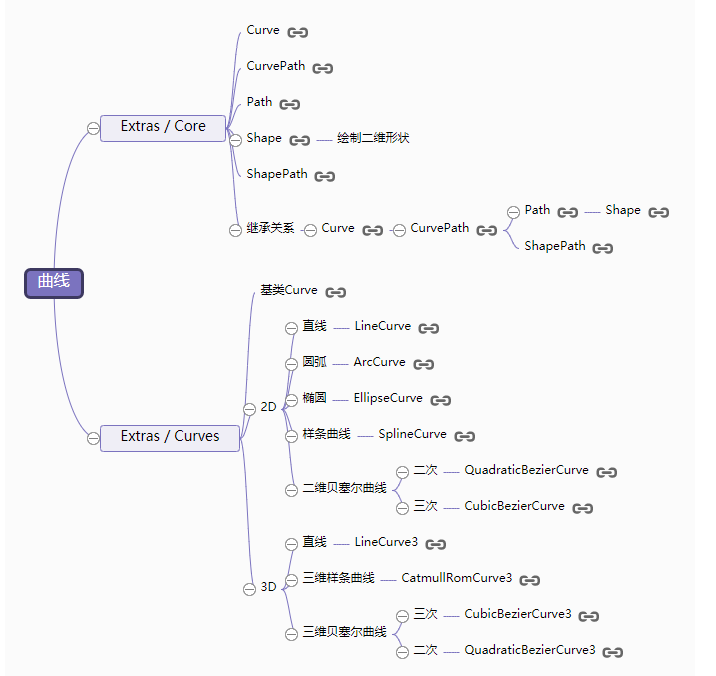 曲线
Extras / Core
Curve
CurvePath
Path
Shape 绘制二维形状
ShapePath
继承关系 Curve CurvePath
Path Shape
ShapePath
Extras / Curves
基类Curve
2D
直线 LineCurve
圆弧 ArcCurve
椭圆 EllipseCurve
样条曲线 SplineCurve
二维贝塞尔曲线
二次 QuadraticBezierCurve
三次 CubicBezierCurve
3D
直线 LineCurve3
三维样条曲线 CatmullRomCurve3
三维贝塞尔曲线
三次 CubicBezierCurve3
二次 QuadraticBezierCurve3